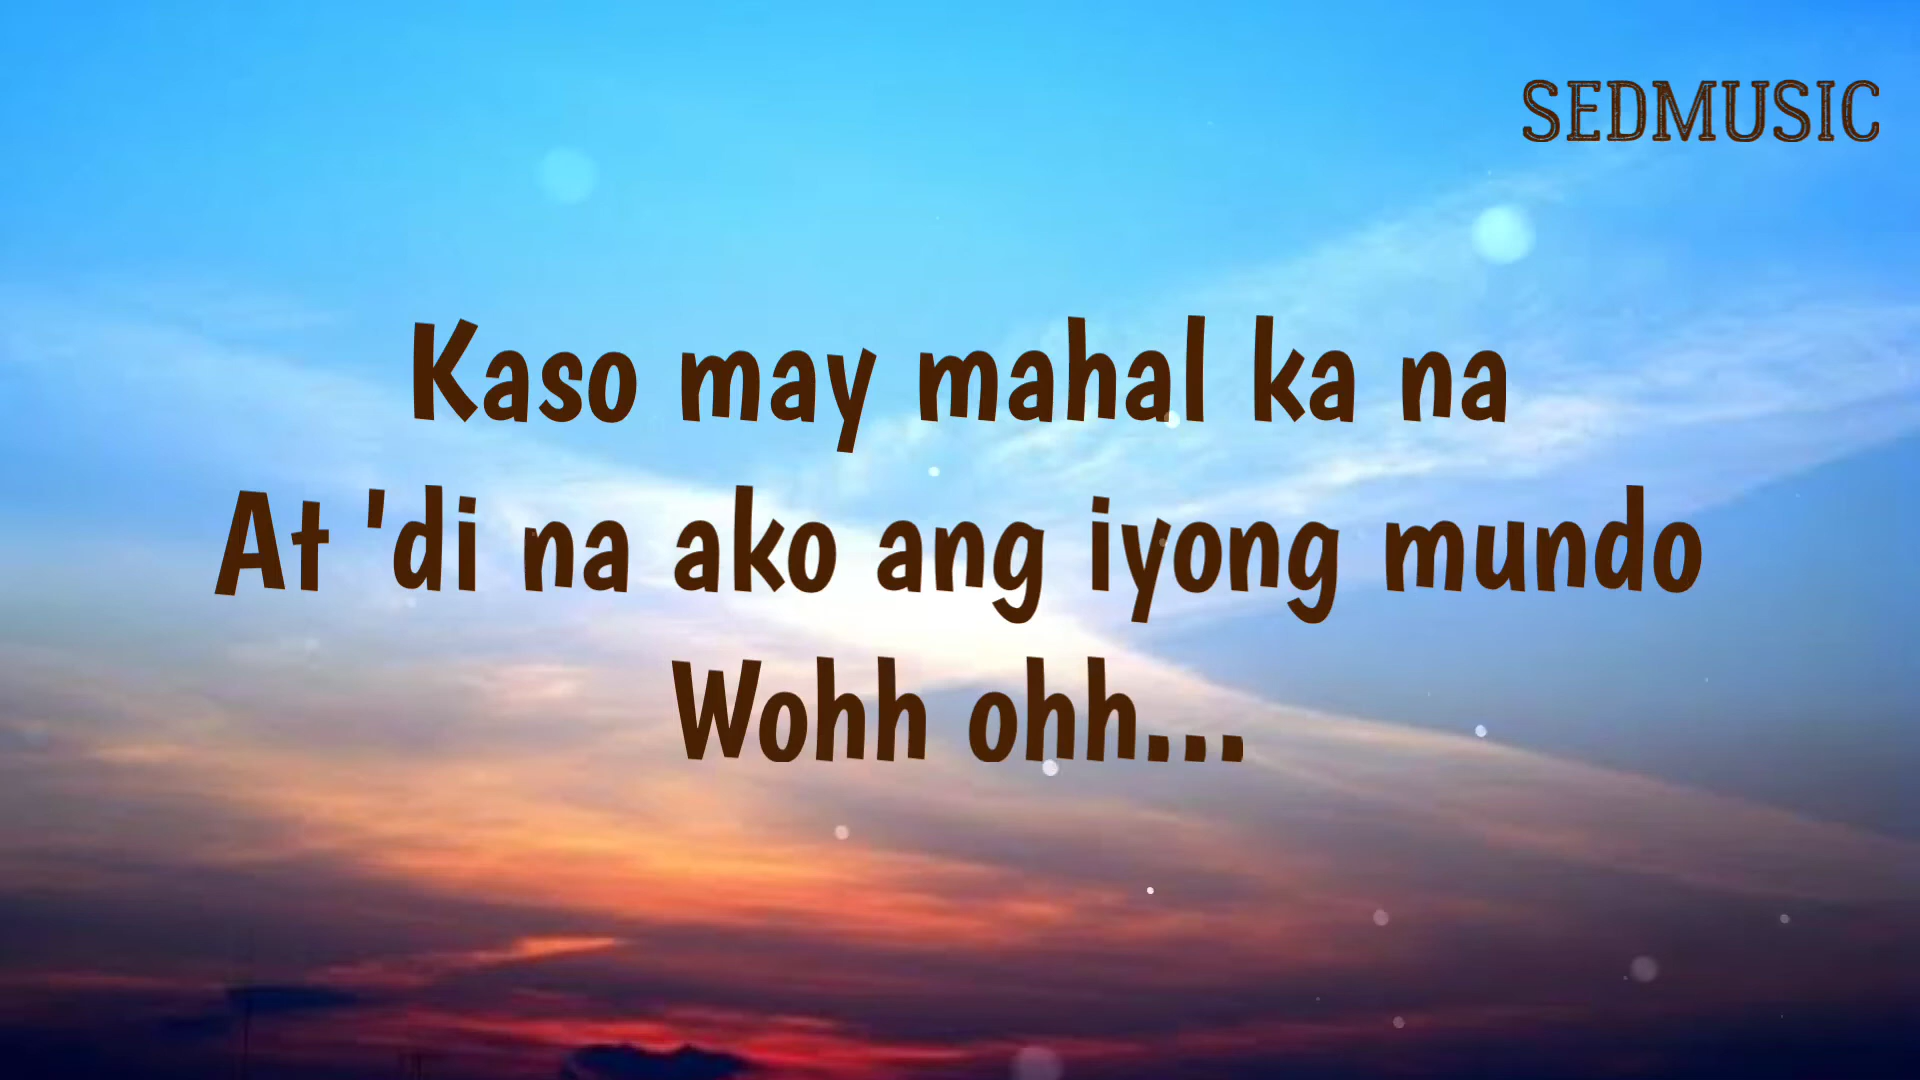 SEDMUSIC
Kaso may mahal ka na
At 'di na ako ang iyong mundo
Wohh ohh...